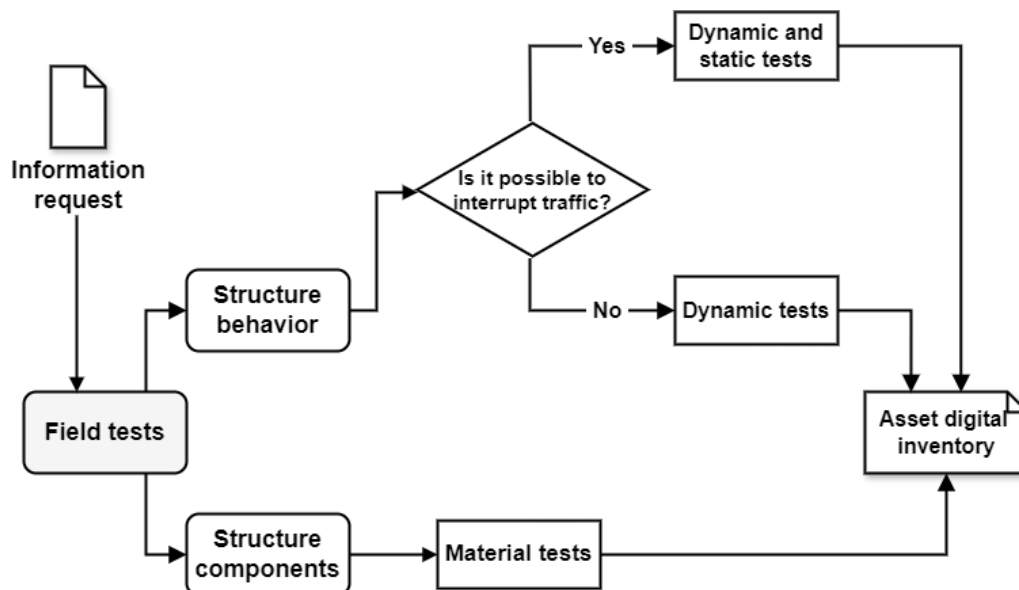 Information
request
Field tests
Structure
behavior
Is it possible to
interrupt traffic?
Yes
Dynamic and
static tests
No
Dynamic tests
Structure
components
Material tests
Asset digital
inventory